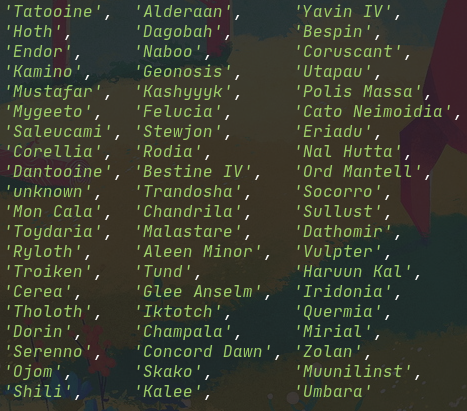 'Tatooine', 'Alderaan', 'Yavin IV',
'Hoth', 'Dagobah', 'Bespin',
'Endor', 'Naboo', 'Coruscant',
'Kamino', 'Geonosis', 'Utapau',
'Mustafar', 'Kashyyyk', 'Polis Massa',
'Mygeeto', 'Felucia', 'Cato Neimoidia',
'Saleucami', 'Stewjon', 'Eriadu',
'Corellia', 'Rodia', 'Nal Hutta',
'Dantooine', 'Bestine IV', 'Ord Mantell',
'unknown', 'Trandosha', 'Socorro',
'Mon Cala', 'Chandrila', 'Sullust',
'Toydaria', 'Malastare', 'Dathomir',
'Ryloth', 'Aleen Minor', 'Vulpter',
'Troiken', 'Tund', 'Haruun Kal',
'Cerea', 'Glee Anselm', 'Iridonia',
'Tholoth', 'Iktotch', 'Quermia',
'Dorin', 'Champala', 'Mirial',
'Serenno', 'Concord Dawn', 'Zolan',
'Ojom', 'Skako', 'Muunilinst',
'Shili', 'Kalee', 'Umbara'